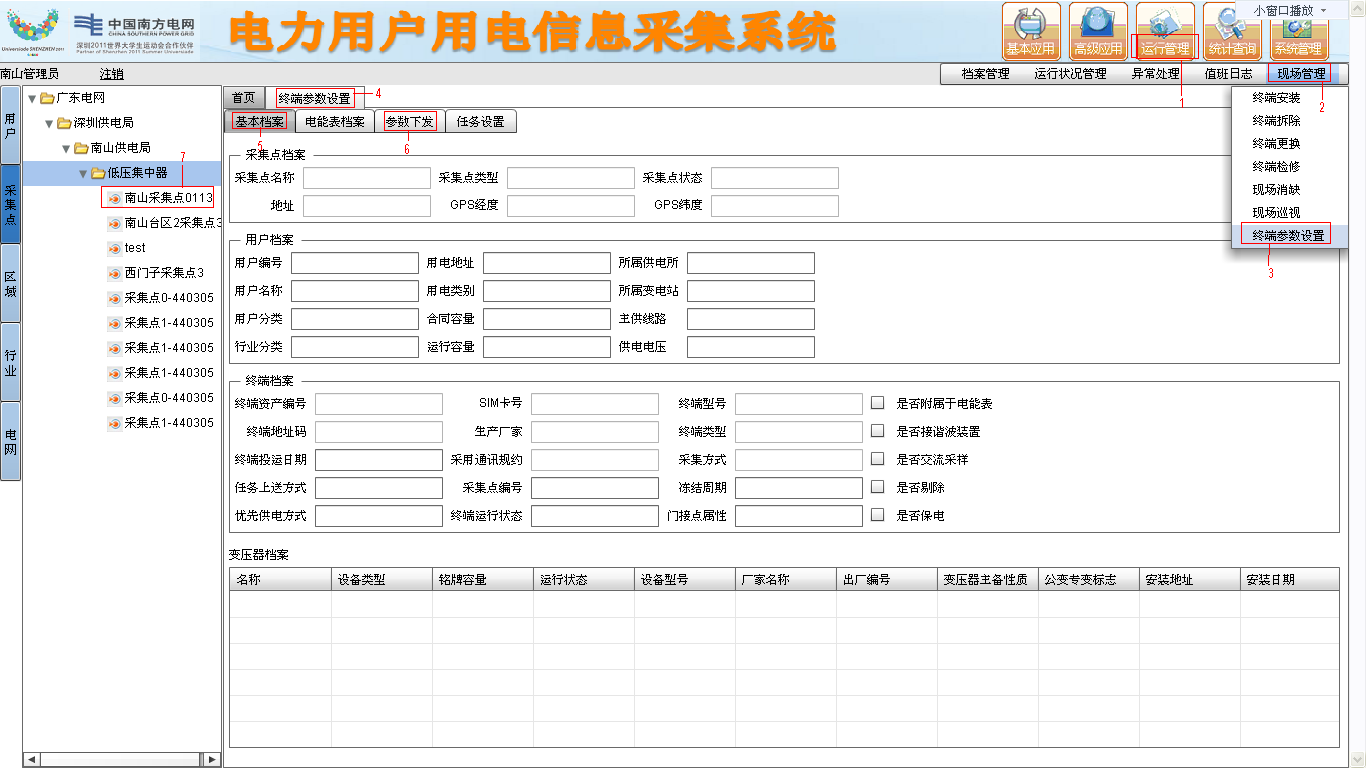 Universiade SHENZHEN 2011
中国南方电网
CHINA SOUTHERN POWER GRID
深圳2011世界大学生运动会合作伙伴
Partner of Shenzhen 2011 Summer Universiade
电力用户用电信息采集系统
基本应用 高级应用 运行管理 统计查询 系统管理
小窗口播放
南山管理员 注销
档案管理 运行状况管理 异常处理 值班日志 现场管理
1
2
终端安装
终端拆除
终端更换
终端检修
现场消缺
现场巡视
终端参数设置
3
用户
采集点
区域
行业
电网
广东电网
深圳供电局
南山供电局
低压集中器
7
南山采集点0113
南山台区2采集点3
test
西门子采集点3
采集点0-440305
采集点1-440305
采集点1-440305
采集点1-440305
采集点0-440305
采集点1-440305
首页 终端参数设置 4
基本档案 电能表档案 参数下发 任务设置
5 6
采集点档案
采集点名称 采集点类型 采集点状态
地址 GPS经度 GPS纬度
用户档案
用户编号 用电地址 所属供电所
用户名称 用电类别 所属变电站
用户分类 合同容量 主供线路
行业分类 运行容量 供电电压
终端档案
终端资产编号 SIM卡号 终端型号 是否附属于电能表
终端地址码 生产厂家 终端类型 是否接谐波装置
终端投运日期 采用通讯规约 采集方式 是否交流采样
任务上送方式 采集点编号 冻结周期 是否剔除
优先供电方式 终端运行状态 门接点属性 是否保电
变压器档案
名称 设备类型 铭牌容量 运行状态 设备型号 厂家名称 出厂编号 变压器主备性质 公变专变标志 安装地址 安装日期